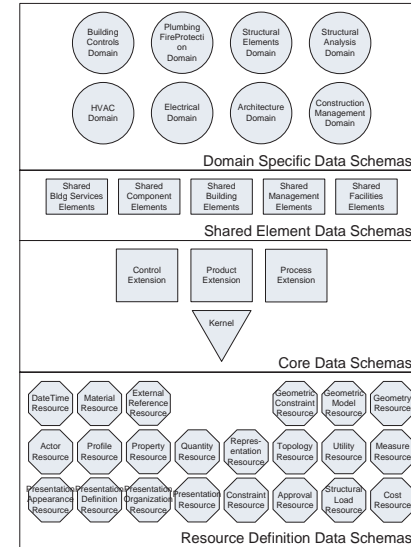 Building
Controls
Domain
Plumbing
FireProtecti
on
Domain
Structural
Elements
Domain
Structural
Analysis
Domain
HVAC
Domain
Electrical
Domain
Architecture
Domain
Construction
Management
Domain
Domain Specific Data Schemas
Shared
Bldg Services
Elements
Shared
Component
Elements
Shared
Building
Elements
Shared
Management
Elements
Shared
Facilities
Elements
Shared Element Data Schemas
Control
Extension
Product
Extension
Process
Extension
Kernel
Core Data Schemas
DateTime
Resource
Material
Resource
External
Reference
Resource
Geometric
Constraint
Resource
Geometric
Model
Resource
Geometry
Resource
Actor
Resource
Profile
Resource
Property
Resource
Quantity
Resource
Repres-
entation
Resource
Topology
Resource
Utility
Resource
Measure
Resource
Presentation
Appearance
Resource
Presentation
Definition
Resource
Presentation
Organization
Resource
Presentation
Resource
Constraint
Resource
Approval
Resource
Structural
Load
Resource
Cost
Resource
Resource Definition Data Schemas